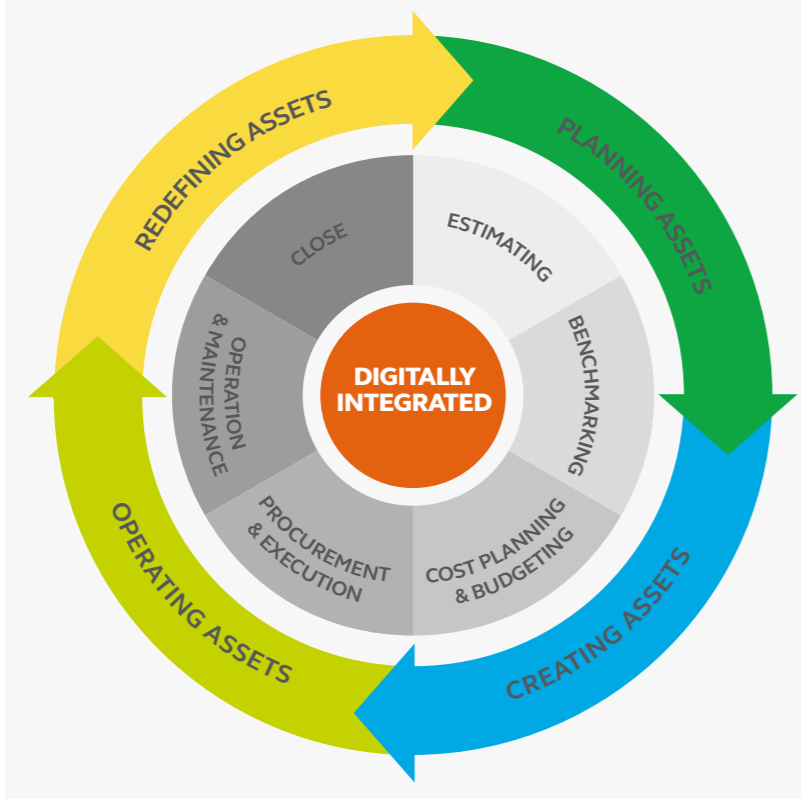 REDEFINING ASSETS
PLANNING ASSETS
CREATING ASSETS
OPERATING ASSETS
CLOSE
ESTIMATING
BENCHMARKING
COST PLANNING
& BUDGETING
PROCUREMENT
& EXECUTION
OPERATION
& MAINTENANCE
DIGITALLY
INTEGRATED